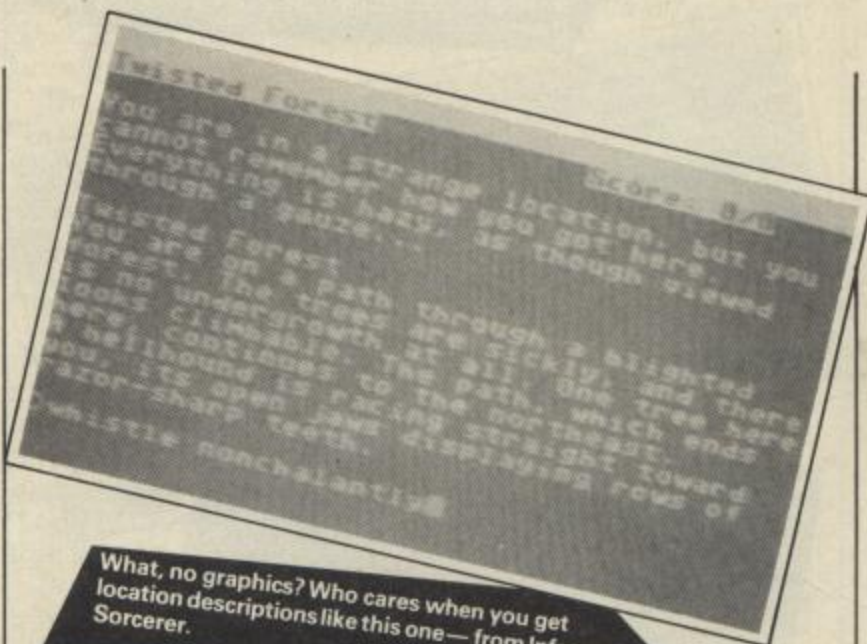 Twisted Forest
Score: 0/0
You are in a strange location, but you
cannot remember how you got here.
Everything is hazy, as though viewed
through a gauze...
Twisted Forest
You are on a path through a blighted
forest. The trees are sickly, and there
is no undergrowth at all. One tree here
looks climbable. The path, which ends
here, continues to the northeast.
A hellhound is racing straight toward
you, its open jaws displaying rows of
razor-sharp teeth.
>whistle nonchalantly
What, no graphics? Who cares when you get
location descriptions like this one— from
Sorcerer.